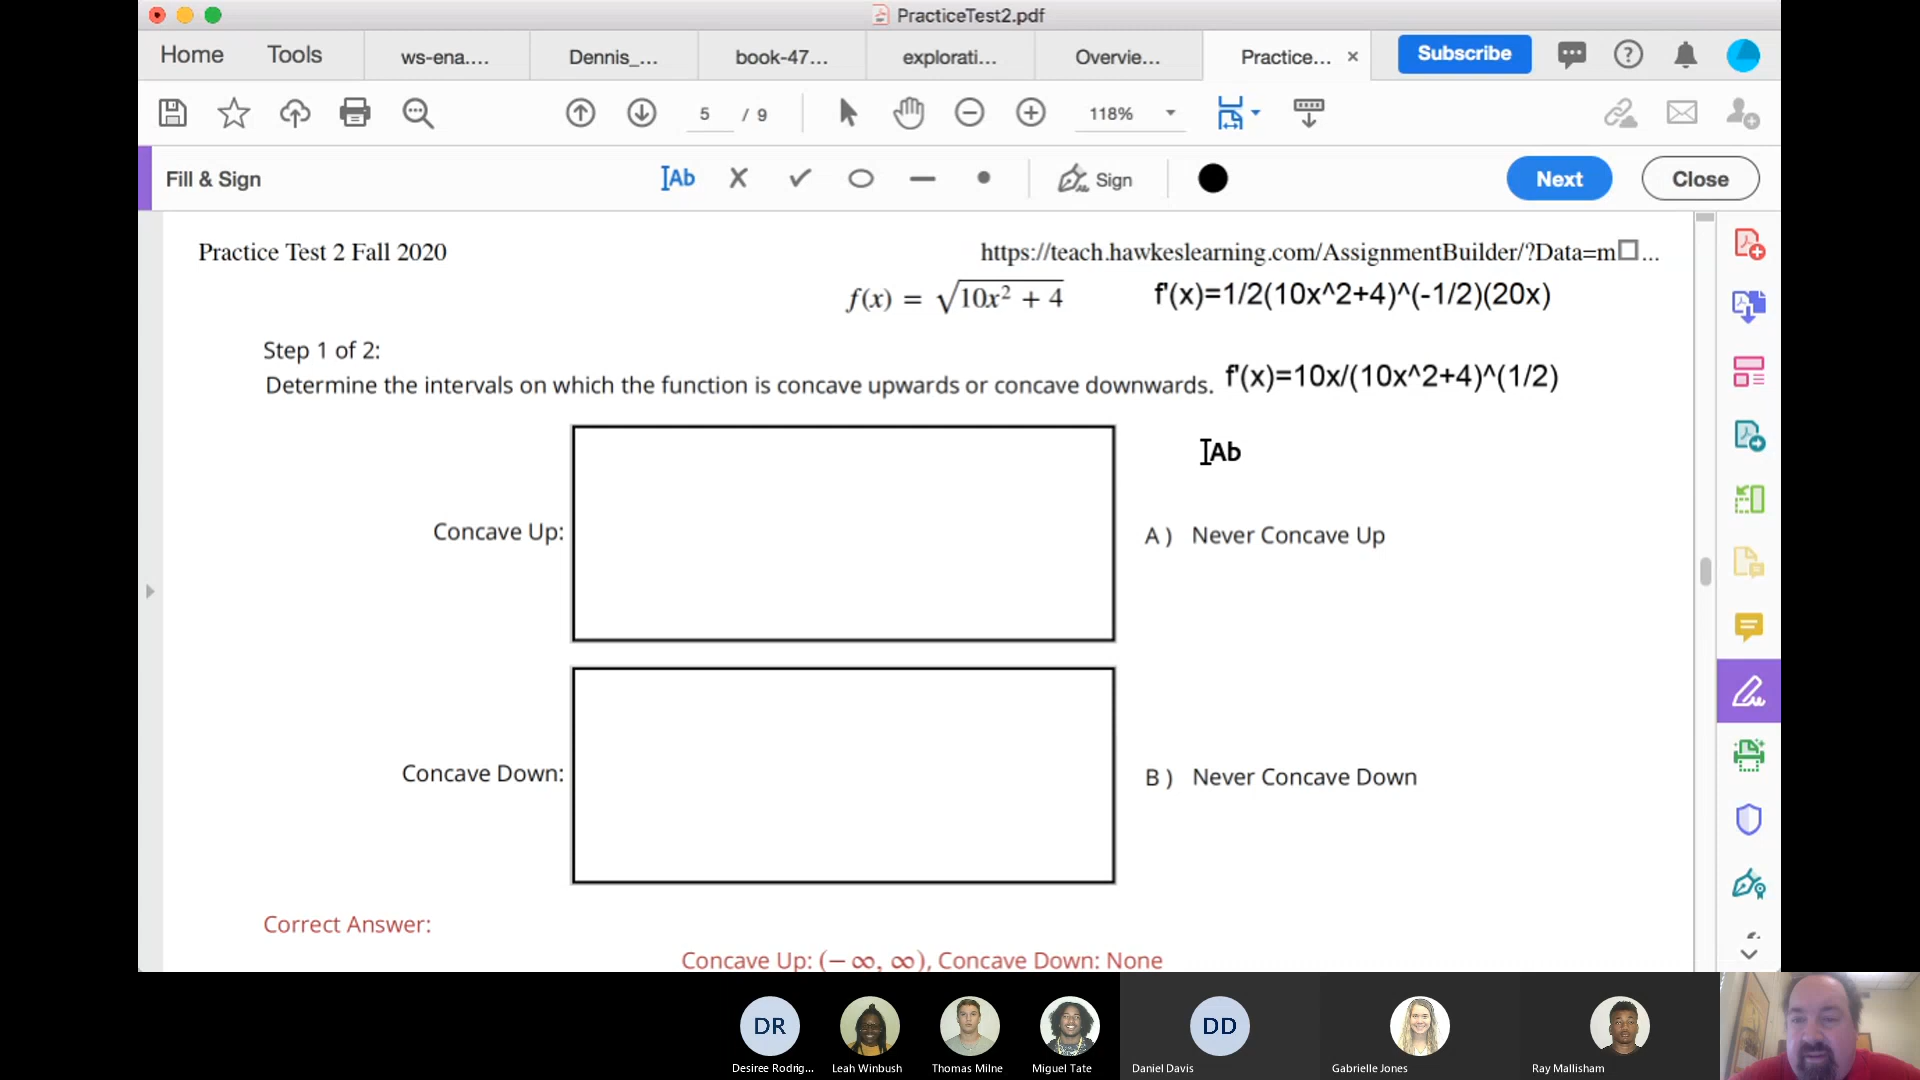 PracticeTest2.pdf
Home Tools ws-ena.... Dennis_... book-47... explorati... Overvie... Practice... × Subscribe
5 / 9 118%
Fill & Sign Ab Sign Next Close
Practice Test 2 Fall 2020 https://teach.hawkeslearning.com/AssignmentBuilder/?Data=m□...
f(x) = √(10x² + 4) f'(x)=1/2(10x^2+4)^(-1/2)(20x)
Step 1 of 2:
Determine the intervals on which the function is concave upwards or concave downwards. f'(x)=10x/(10x^2+4)^(1/2)
Ab
Concave Up: A ) Never Concave Up
Concave Down: B ) Never Concave Down
Correct Answer:
Concave Up: (− ∞, ∞), Concave Down: None
DR DD
Desiree Rodrig... Leah Winbush Thomas Milne Miguel Tate Daniel Davis Gabrielle Jones Ray Mallisham